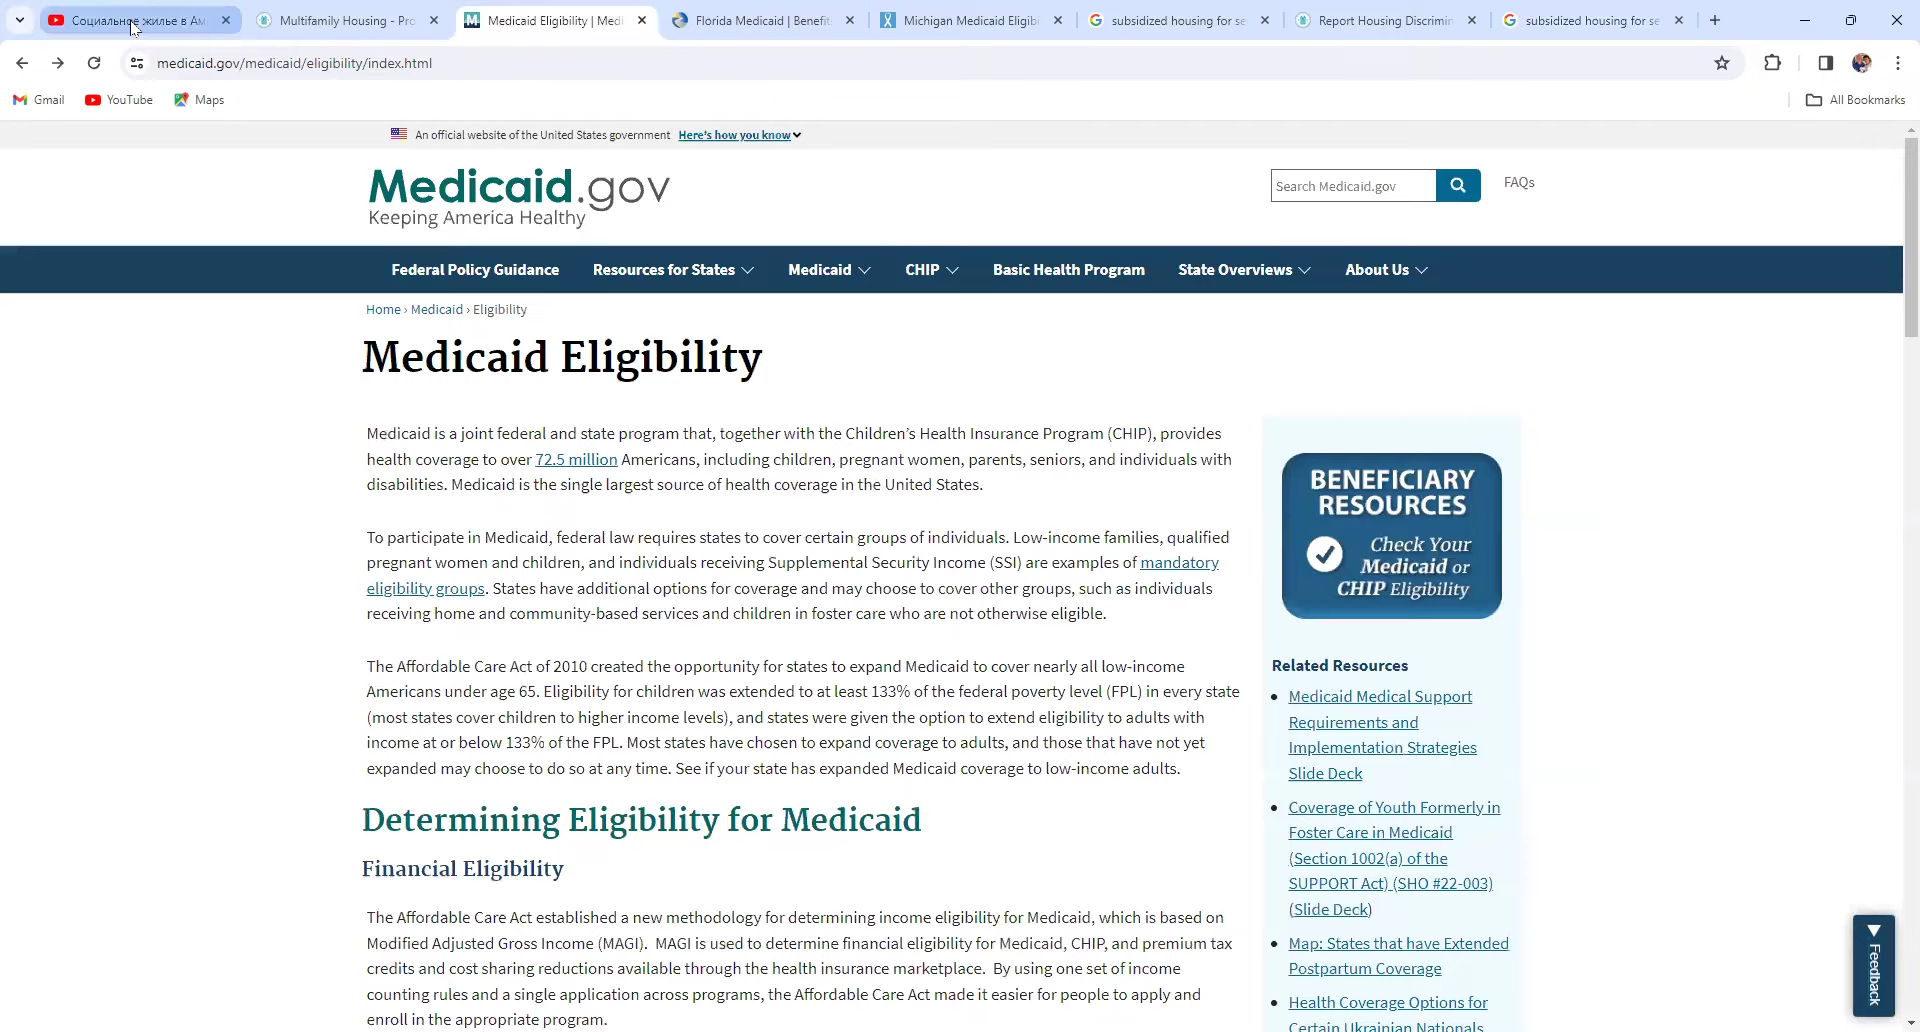 Социальное жилье в Ам
Multifamily Housing - Pro
Medicaid Eligibility | Medi
Florida Medicaid | Benefit
Michigan Medicaid Eligib
subsidized housing for se
Report Housing Discrimin
subsidized housing for se
medicaid.gov/medicaid/eligibility/index.html
Gmail
YouTube
Maps
All Bookmarks
An official website of the United States government Here's how you know
Medicaid.gov
Keeping America Healthy
Search Medicaid.gov
FAQs
Federal Policy Guidance
Resources for States
Medicaid
CHIP
Basic Health Program
State Overviews
About Us
Home › Medicaid › Eligibility
Medicaid Eligibility
Medicaid is a joint federal and state program that, together with the Children's Health Insurance Program (CHIP), provides
health coverage to over 72.5 million Americans, including children, pregnant women, parents, seniors, and individuals with
disabilities. Medicaid is the single largest source of health coverage in the United States.
To participate in Medicaid, federal law requires states to cover certain groups of individuals. Low-income families, qualified
pregnant women and children, and individuals receiving Supplemental Security Income (SSI) are examples of mandatory
eligibility groups. States have additional options for coverage and may choose to cover other groups, such as individuals
receiving home and community-based services and children in foster care who are not otherwise eligible.
The Affordable Care Act of 2010 created the opportunity for states to expand Medicaid to cover nearly all low-income
Americans under age 65. Eligibility for children was extended to at least 133% of the federal poverty level (FPL) in every state
(most states cover children to higher income levels), and states were given the option to extend eligibility to adults with
income at or below 133% of the FPL. Most states have chosen to expand coverage to adults, and those that have not yet
expanded may choose to do so at any time. See if your state has expanded Medicaid coverage to low-income adults.
Determining Eligibility for Medicaid
Financial Eligibility
The Affordable Care Act established a new methodology for determining income eligibility for Medicaid, which is based on
Modified Adjusted Gross Income (MAGI). MAGI is used to determine financial eligibility for Medicaid, CHIP, and premium tax
credits and cost sharing reductions available through the health insurance marketplace. By using one set of income
counting rules and a single application across programs, the Affordable Care Act made it easier for people to apply and
enroll in the appropriate program.
BENEFICIARY
RESOURCES
Check Your
Medicaid or
CHIP Eligibility
Related Resources
Medicaid Medical Support
Requirements and
Implementation Strategies
Slide Deck
Coverage of Youth Formerly in
Foster Care in Medicaid
(Section 1002(a) of the
SUPPORT Act) (SHO #22-003)
(Slide Deck)
Map: States that have Extended
Postpartum Coverage
Health Coverage Options for
Certain Ukrainian Nationals
Feedback